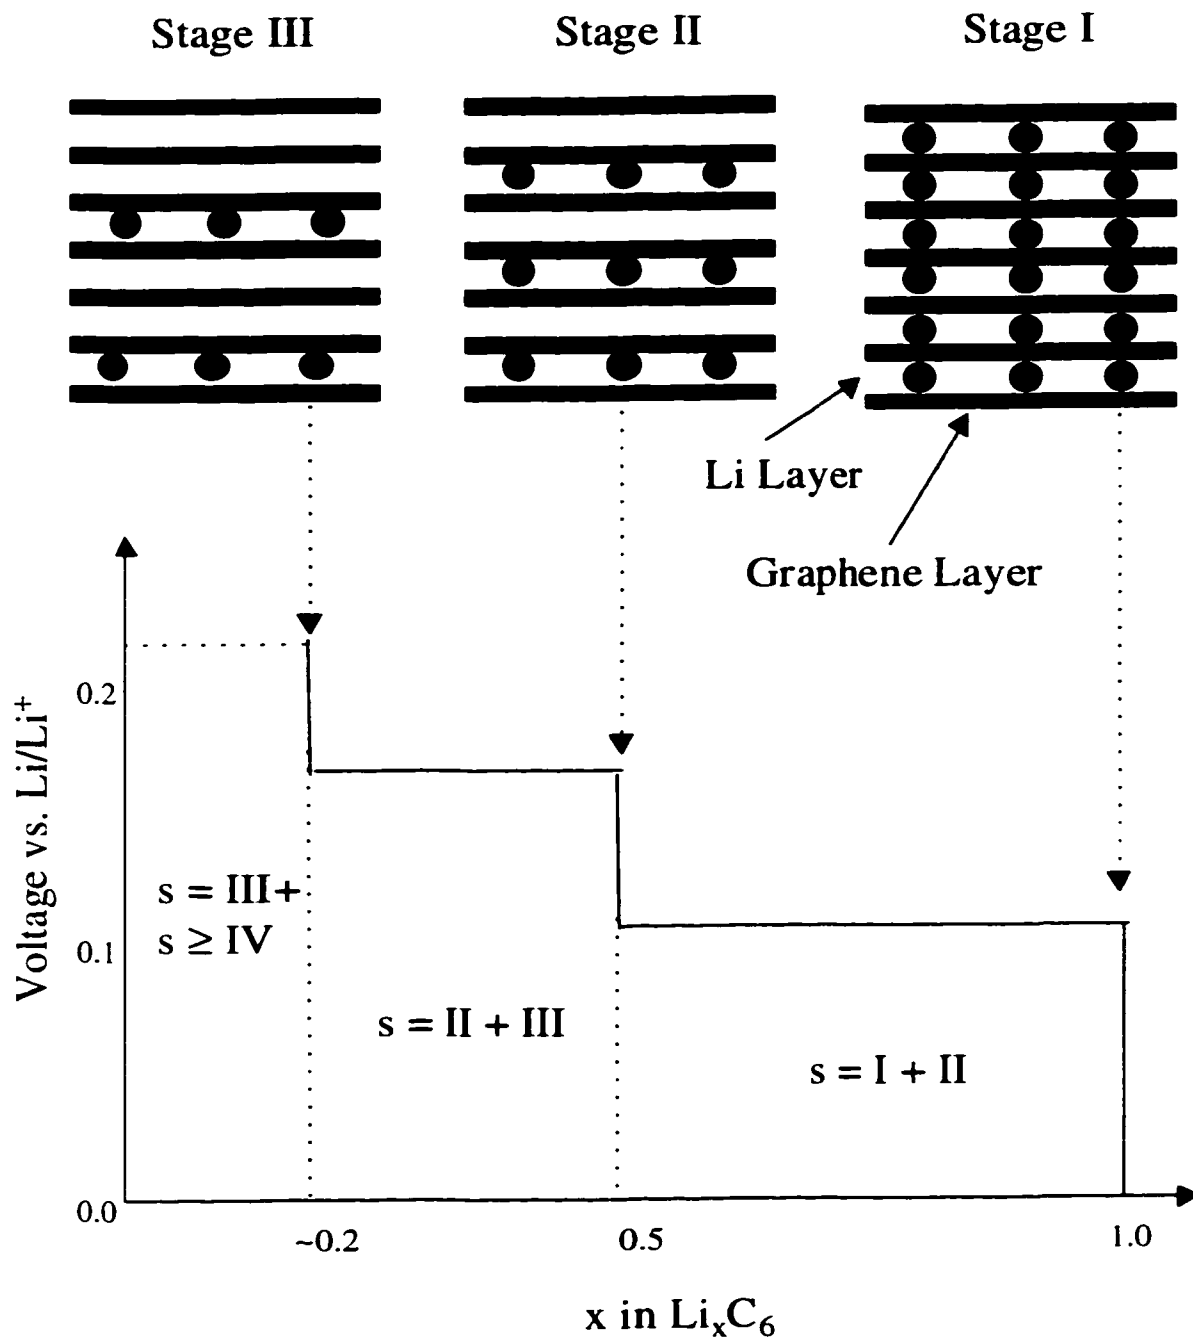 Stage III
Stage II
Stage I
Li Layer
Graphene Layer
Voltage vs. Li/Li⁺
0.2
0.1
0.0
s = III+
s ≥ IV
s = II + III
s = I + II
~0.2
0.5
1.0
x in LiₓC₆